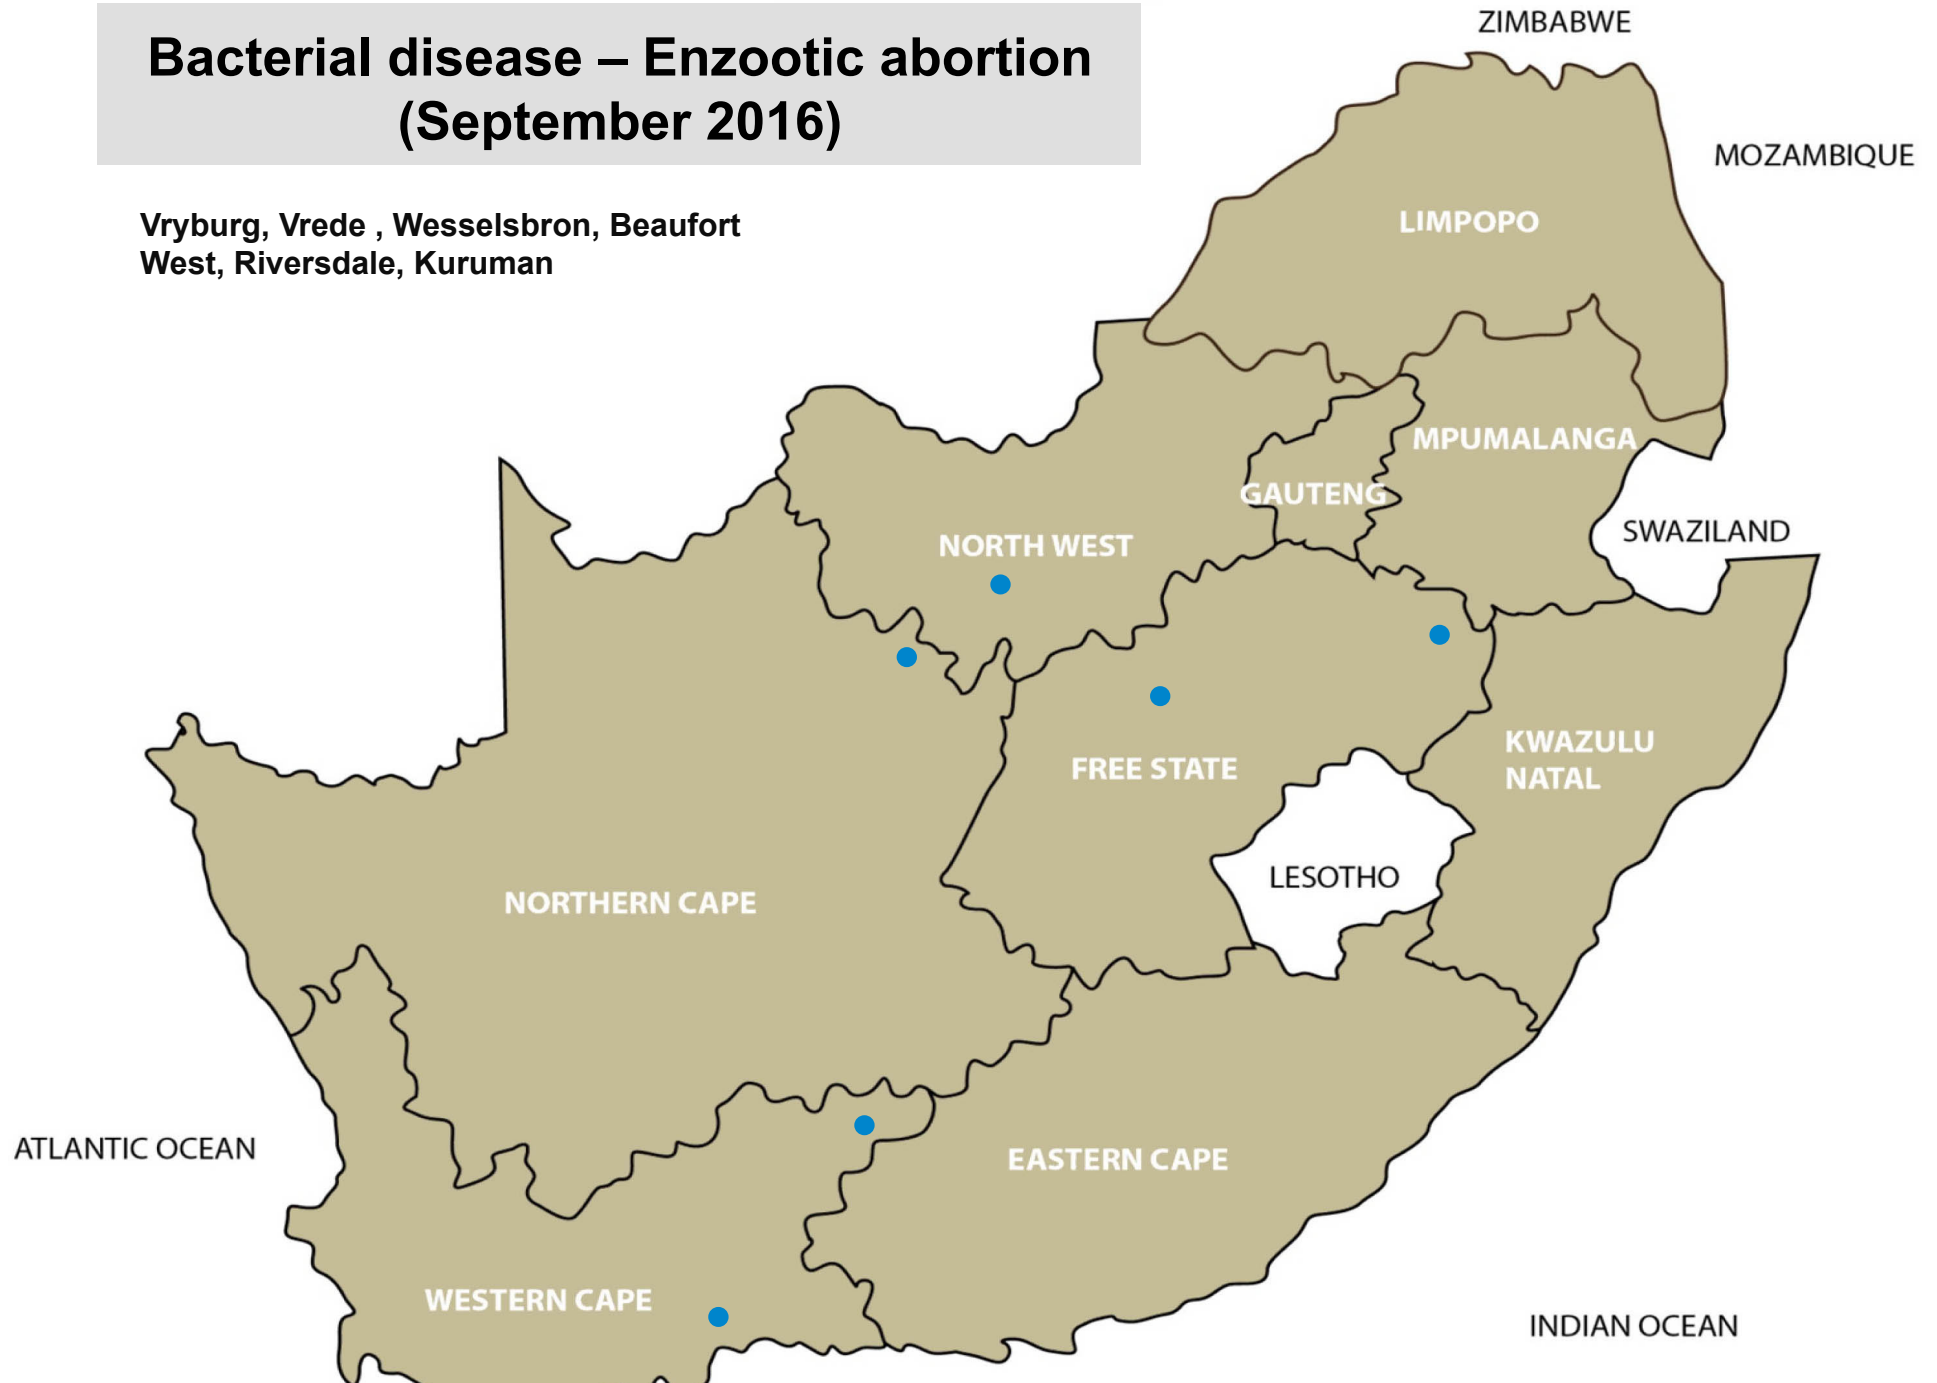 Bacterial disease – Enzootic abortion
(September 2016)
Vryburg, Vrede , Wesselsbron, Beaufort
West, Riversdale, Kuruman
ZIMBABWE
MOZAMBIQUE
LIMPOPO
MPUMALANGA
GAUTENG
SWAZILAND
NORTH WEST
KWAZULU
NATAL
FREE STATE
LESOTHO
NORTHERN CAPE
ATLANTIC OCEAN
EASTERN CAPE
WESTERN CAPE
INDIAN OCEAN